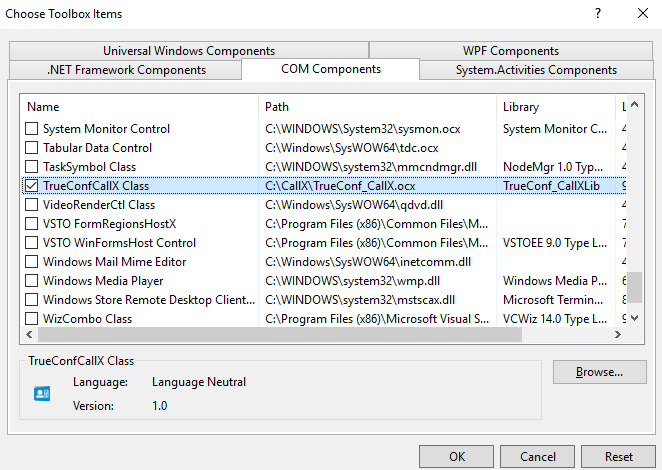 Choose Toolbox Items ? ×
Universal Windows Components WPF Components
.NET Framework Components COM Components System.Activities Components
Name Path Library L
System Monitor Control C:\WINDOWS\System32\sysmon.ocx System Monitor C... 4
Tabular Data Control C:\Windows\SysWOW64\tdc.ocx 4
TaskSymbol Class C:\Windows\system32\mmcndmgr.dll NodeMgr 1.0 Typ... 4
TrueConfCallX Class C:\CallX\TrueConf_CallX.ocx TrueConf_CallXLib 9
VideoRenderCtl Class C:\Windows\SysWOW64\qdvd.dll 4
VSTO FormRegionsHostX C:\Program Files (x86)\Common Files\M... 7
VSTO WinFormsHost Control C:\Program Files (x86)\Common Files\M... VSTOEE 9.0 Type L... 7
Windows Mail Mime Editor C:\Windows\SysWOW64\inetcomm.dll 4
Windows Media Player C:\Windows\system32\wmp.dll Windows Media P... 6
Windows Store Remote Desktop Client... C:\Windows\system32\mstscax.dll Microsoft Termin... 8
WizCombo Class C:\Program Files (x86)\Microsoft Visual S... VCWiz 14.0 Type L... 9
TrueConfCallX Class
Language: Language Neutral
Version: 1.0
Browse...
OK Cancel Reset